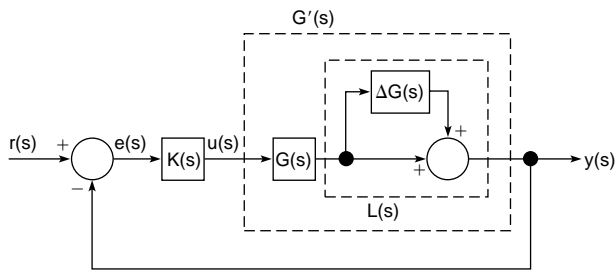 G′(s)
ΔG(s)
r(s) + e(s) u(s) +
K(s) G(s) + y(s)
−
L(s)